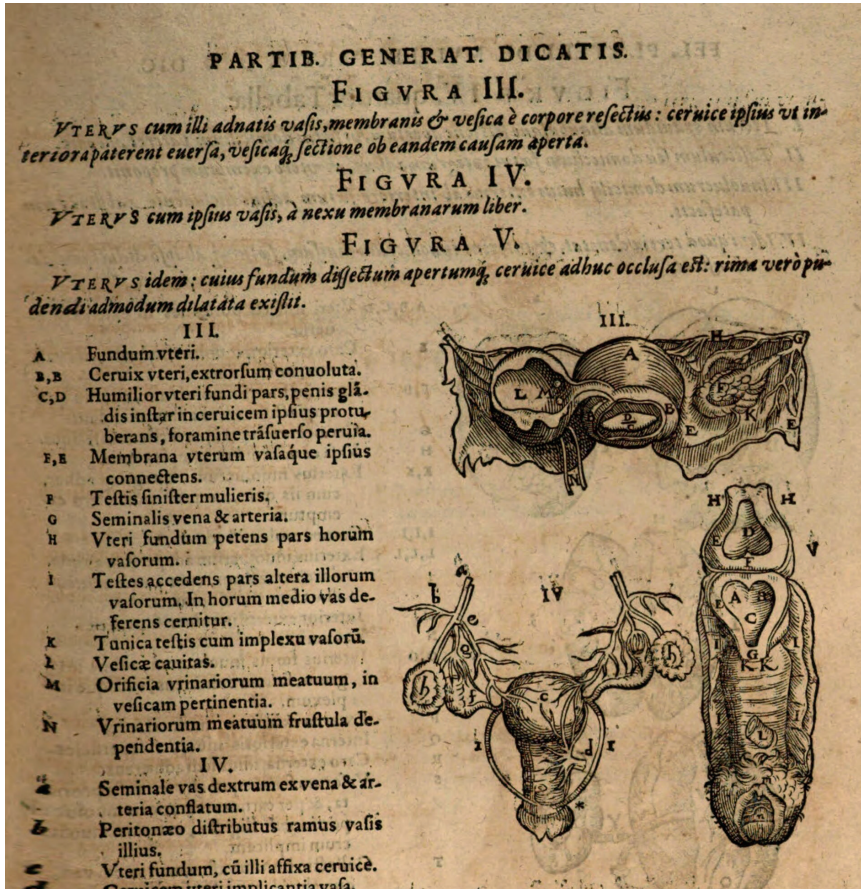 PARTIB. GENERAT. DICATIS.
FIGVRA III.
VTERVS cum illi adnatis vasis, membranis & vesica è corpore resectus: ceruice ipsius vt in-
teriora paterent euersa, vesicaq; sectione ob eandem causam aperta.
FIGVRA IV.
VTERVS cum ipsius vasis, à nexu membranarum liber.
FIGVRA V.
VTERVS idem: cuius fundum dissectum apertumq; ceruice adhuc occlusa est: rima verò pu-
dendi admodum dilatata existit.
III.
A Fundum vteri.
B,B Ceruix vteri, extrorsum conuoluta.
C,D Humilior vteri fundi pars, penis glā-
dis instar in ceruicem ipsius protu-
berans, foramine trāsuerso peruia.
E,E Membrana vterum vasaque ipsius
connectens.
F Testis sinister mulieris.
G Seminalis vena & arteria.
H Vteri fundum petens pars horum
vasorum.
I Testes accedens pars altera illorum
vasorum. In horum medio vas de-
ferens cernitur.
K Tunica testis cum implexu vasorū.
L Vesicæ cauitas.
M Orificia vrinariorum meatuum, in
vesicam pertinentia.
N Vrinariorum meatuum frustula de-
pendentia.
IV.
a Seminale vas dextrum ex vena & ar-
teria conflatum.
b Peritonæo distributus ramus vasis
illius.
c Vteri fundum, cū illi affixa ceruice.
d Ceruicem vteri implicantia vasa.
III.
H
G
A
L
M
F
K
B
B
D
E
E
N
IV
a
b
e
c
d
h
h
f
i
i
*
V
H
H
D
E
F
A
B
E
C
G
I
I
K
K
I
I
L